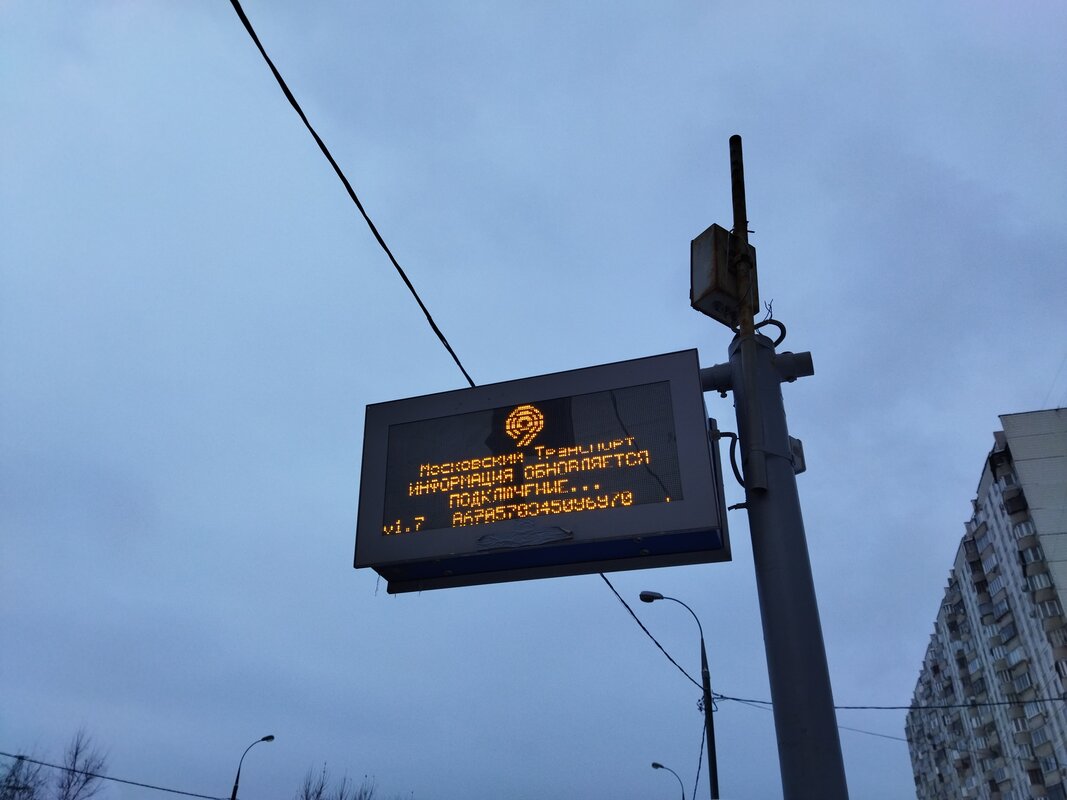 Московский Транспорт
ИНФОРМАЦИЯ ОБНОВЛЯЕТСЯ
ПОДКЛЮЧЕНИЕ...
v1.7